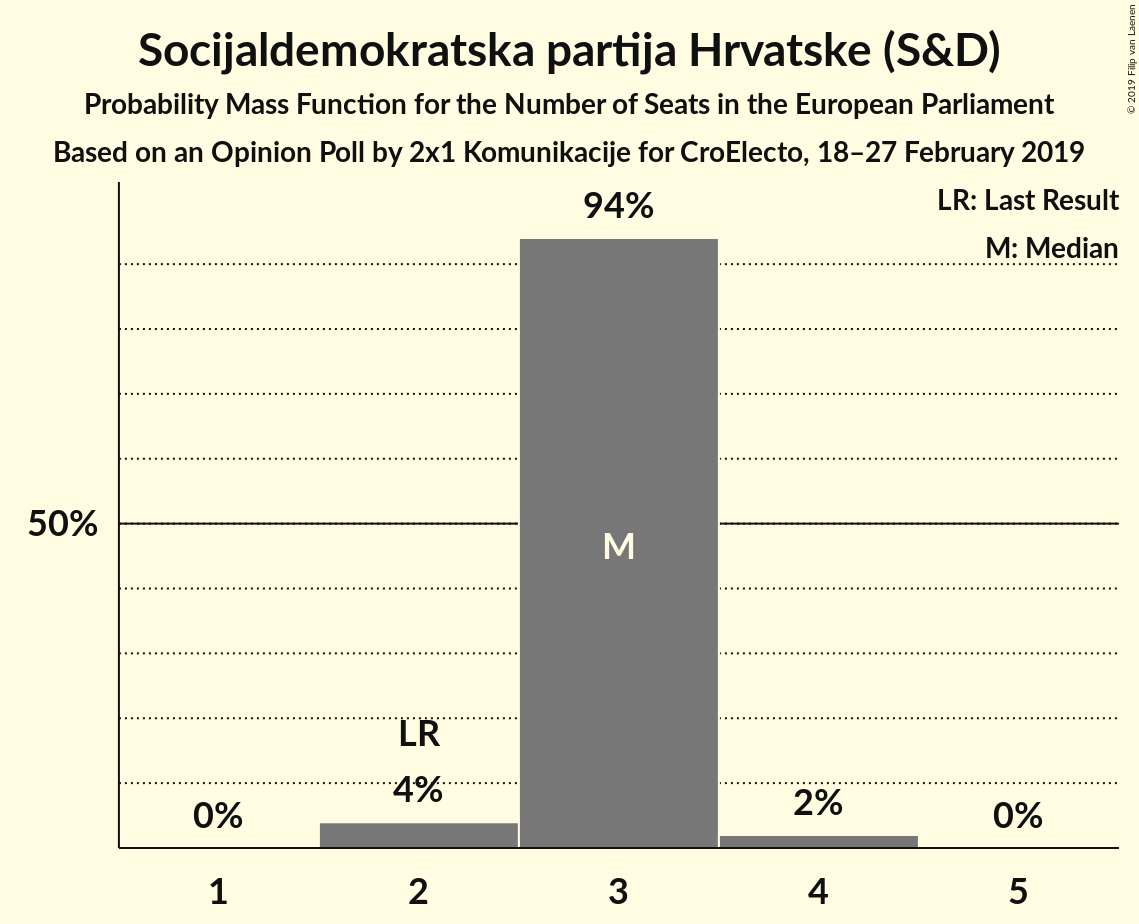 Socijaldemokratska partija Hrvatske (S&D)
Probability Mass Function for the Number of Seats in the European Parliament
Based on an Opinion Poll by 2x1 Komunikacije for CroElecto, 18–27 February 2019
© 2019 Filip van Laenen
LR: Last Result
M: Median
94%
50%
M
LR
4%
0%
2%
0%
1 2 3 4 5